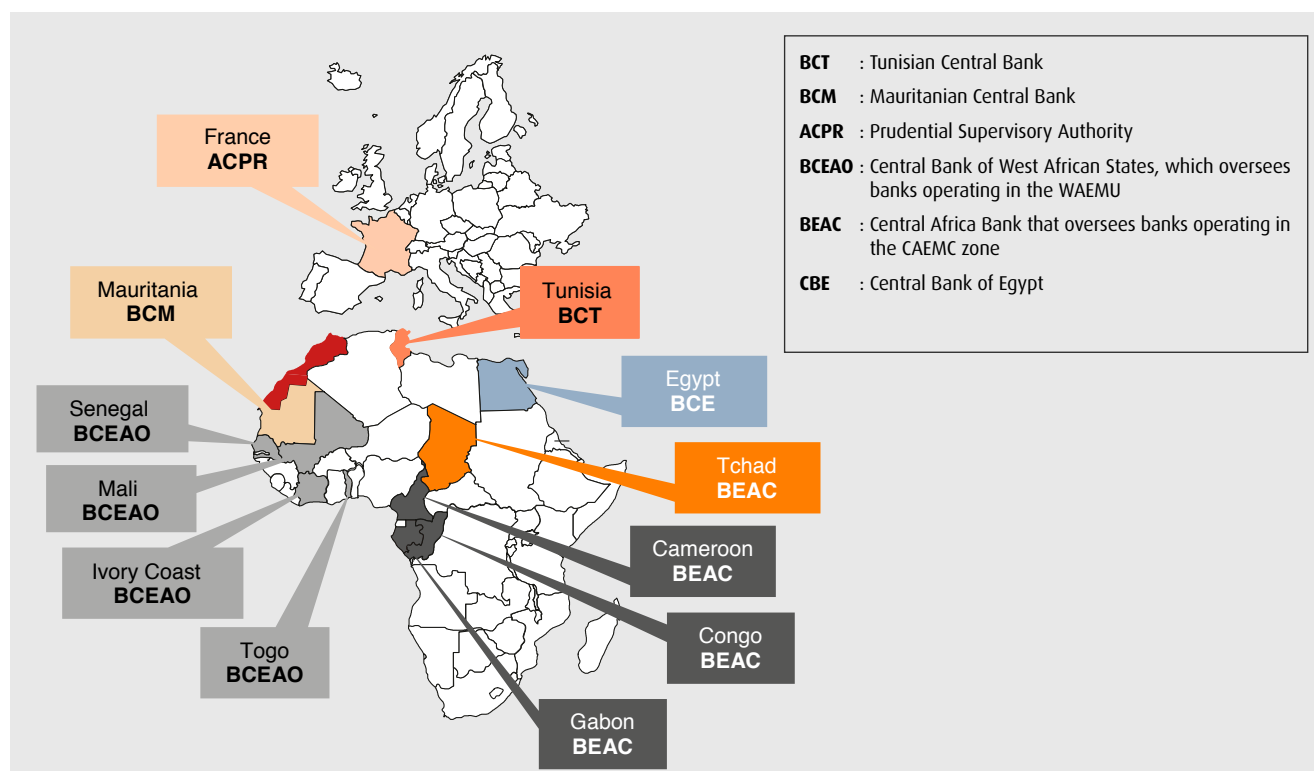 France
ACPR
Mauritania
BCM
Tunisia
BCT
Egypt
BCE
Senegal
BCEAO
Tchad
BEAC
Mali
BCEAO
Cameroon
BEAC
Ivory Coast
BCEAO
Congo
BEAC
Togo
BCEAO
Gabon
BEAC
BCT : Tunisian Central Bank
BCM : Mauritanian Central Bank
ACPR : Prudential Supervisory Authority
BCEAO : Central Bank of West African States, which oversees
banks operating in the WAEMU
BEAC : Central Africa Bank that oversees banks operating in
the CAEMC zone
CBE : Central Bank of Egypt